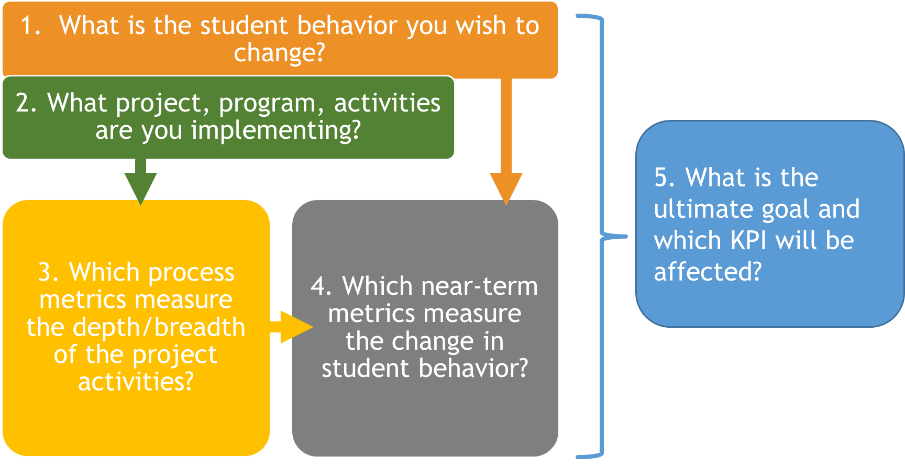 1. What is the student behavior you wish to
change?
2. What project, program, activities
are you implementing?
3. Which process
metrics measure
the depth/breadth
of the project
activities?
4. Which near-term
metrics measure
the change in
student behavior?
5. What is the
ultimate goal and
which KPI will be
affected?